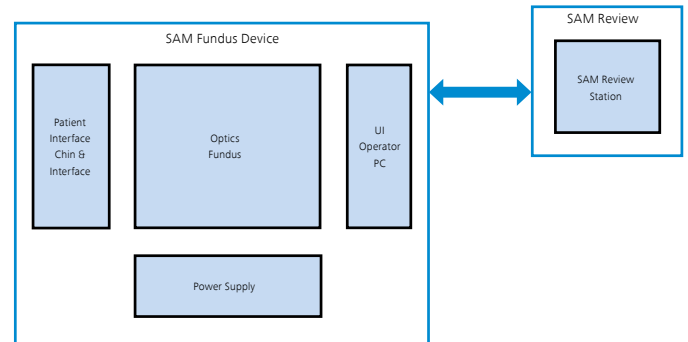 SAM Fundus Device
Patient
Interface
Chin &
Interface
Optics
Fundus
UI
Operator
PC
Power Supply
SAM Review
SAM Review
Station